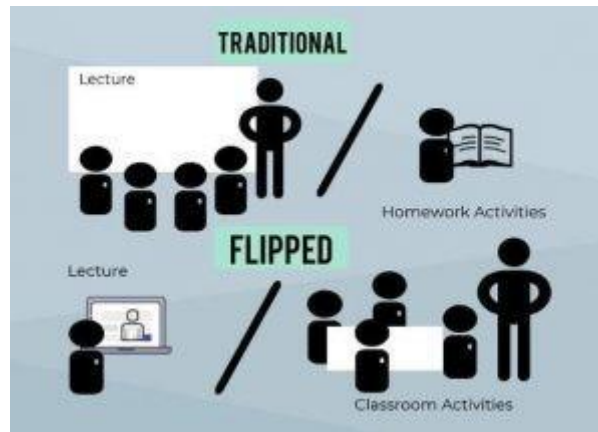 TRADITIONAL
Lecture
Homework Activities
FLIPPED
Lecture
Classroom Activities